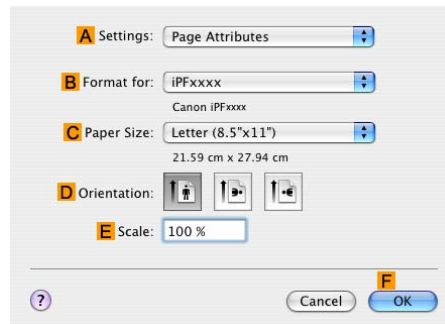 A Settings: Page Attributes
B Format for: iPFxxxx
Canon iPFxxxx
C Paper Size: Letter (8.5"x11")
21.59 cm x 27.94 cm
D Orientation:
E Scale: 100 %
F
? Cancel OK